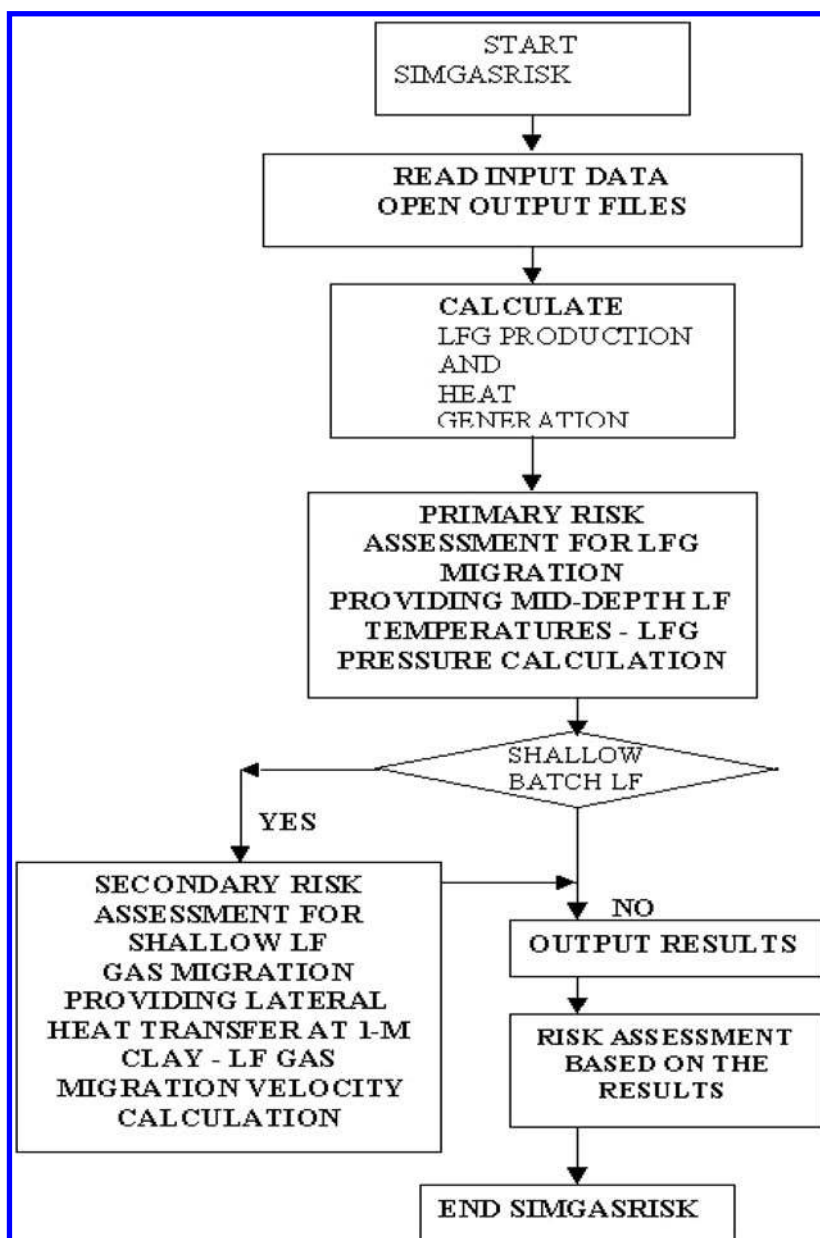 START
SIMGASRISK
READ INPUT DATA
OPEN OUTPUT FILES
CALCULATE
LFG PRODUCTION
AND
HEAT
GENERATION
PRIMARY RISK
ASSESSMENT FOR LFG
MIGRATION
PROVIDING MID-DEPTH LF
TEMPERATURES - LFG
PRESSURE CALCULATION
SHALLOW
BATCH LF
YES
SECONDARY RISK
ASSESSMENT FOR
SHALLOW LF
GAS MIGRATION
PROVIDING LATERAL
HEAT TRANSFER AT 1-M
CLAY - LF GAS
MIGRATION VELOCITY
CALCULATION
NO
OUTPUT RESULTS
RISK ASSESSMENT
BASED ON THE
RESULTS
END SIMGASRISK